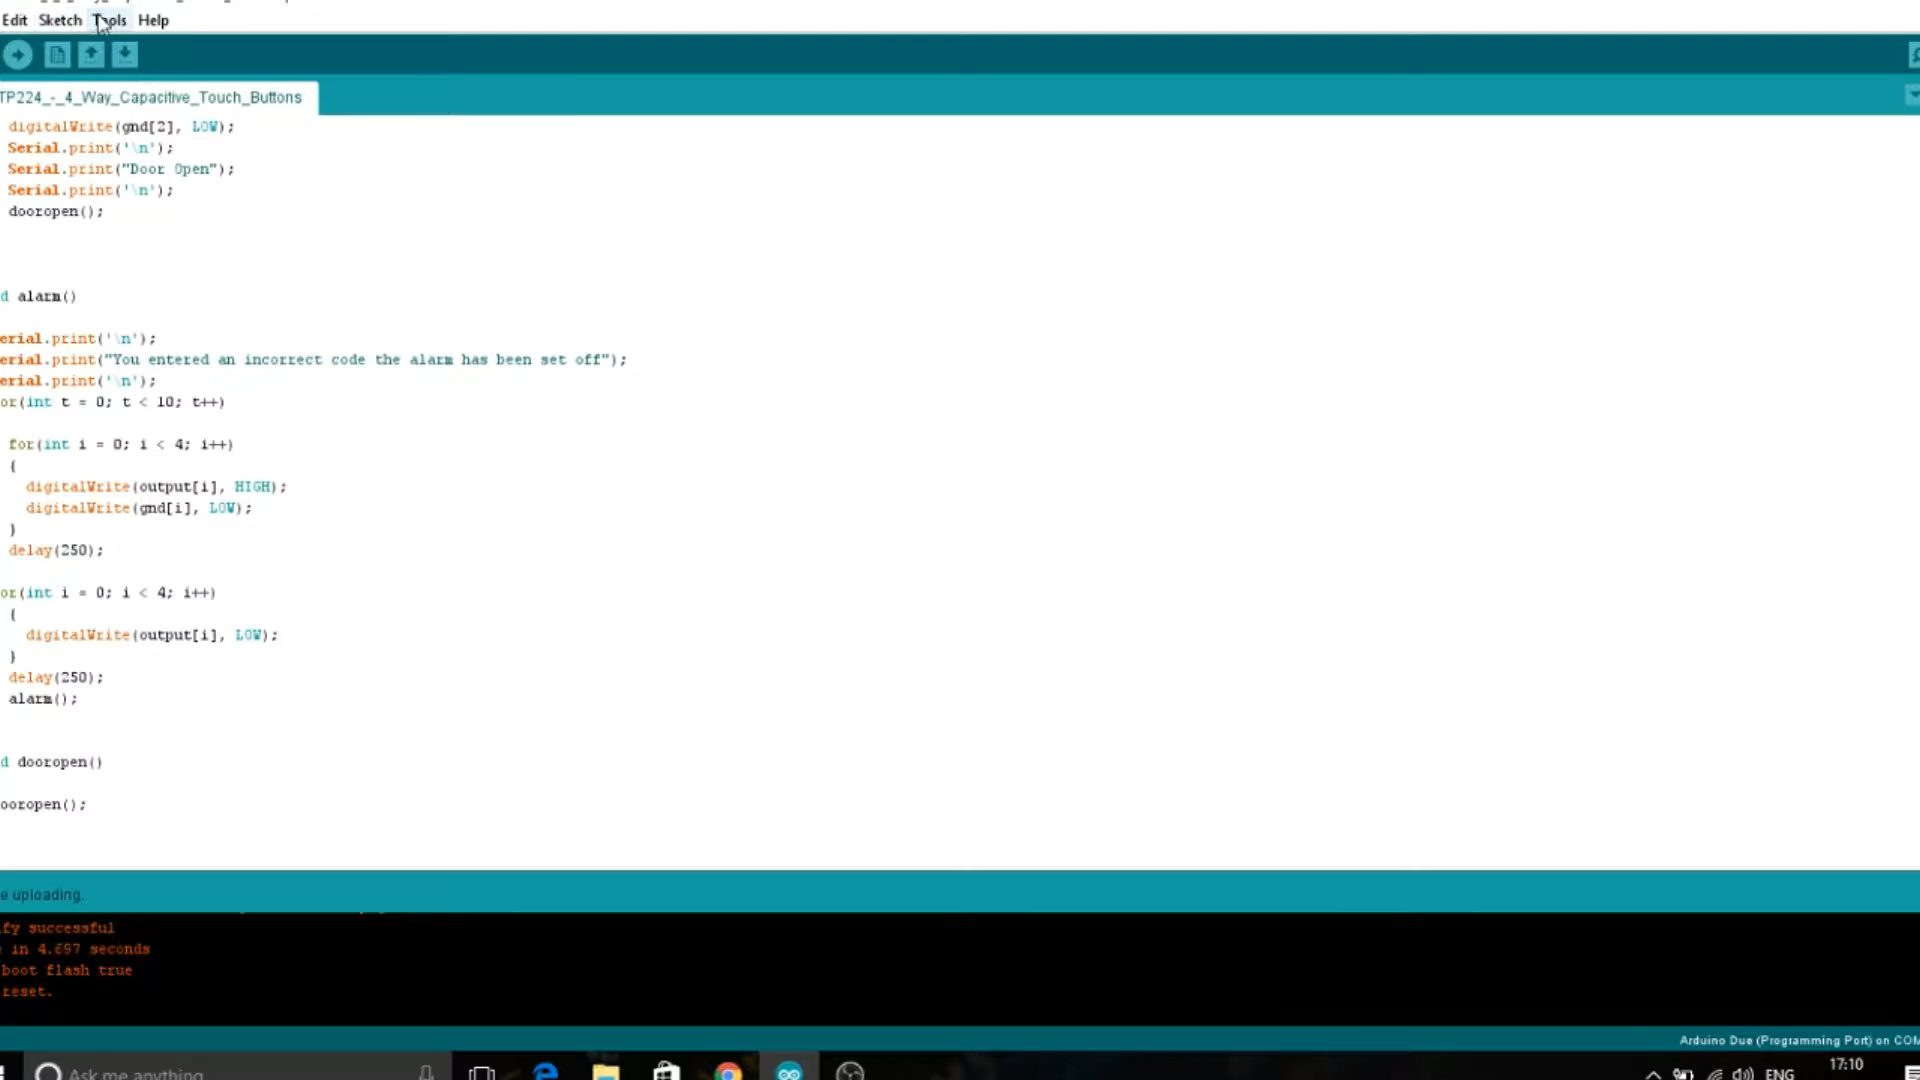 Edit Sketch Tools Help
TP224_-_4_Way_Capacitive_Touch_Buttons
digitalWrite(gnd[2], LOW);
Serial.print('\n');
Serial.print("Door Open");
Serial.print('\n');
dooropen();
d alarm()
erial.print('\n');
erial.print("You entered an incorrect code the alarm has been set off");
erial.print('\n');
or(int t = 0; t < 10; t++)
for(int i = 0; i < 4; i++)
{
digitalWrite(output[i], HIGH);
digitalWrite(gnd[i], LOW);
}
delay(250);
or(int i = 0; i < 4; i++)
{
digitalWrite(output[i], LOW);
}
delay(250);
alarm();
d dooropen()
ooropen();
e uploading.
ify successful
in 4.697 seconds
boot flash true
reset.
Arduino Due (Programming Port) on COM
Ask me anything
ENG
17:10